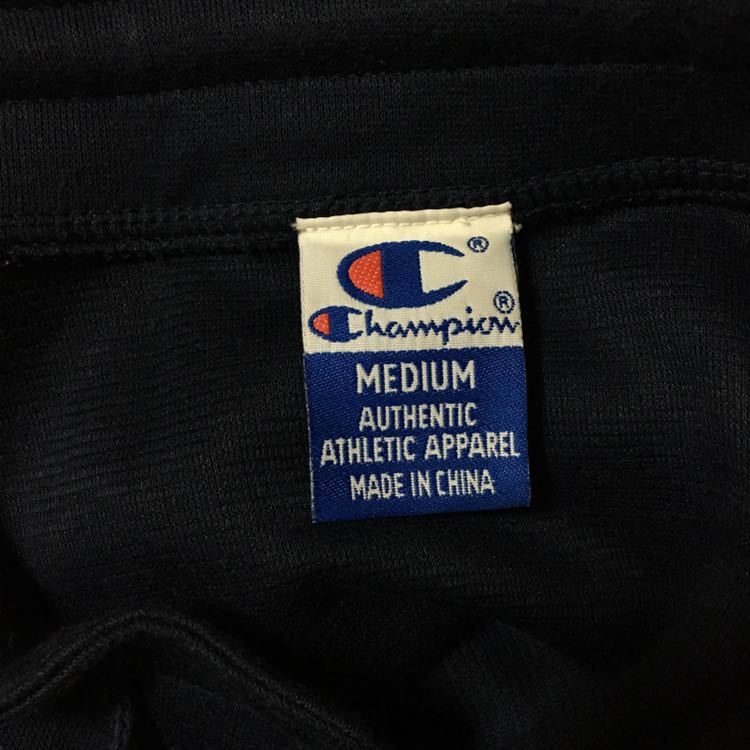 ®
Champion®
MEDIUM
AUTHENTIC
ATHLETIC APPAREL
MADE IN CHINA